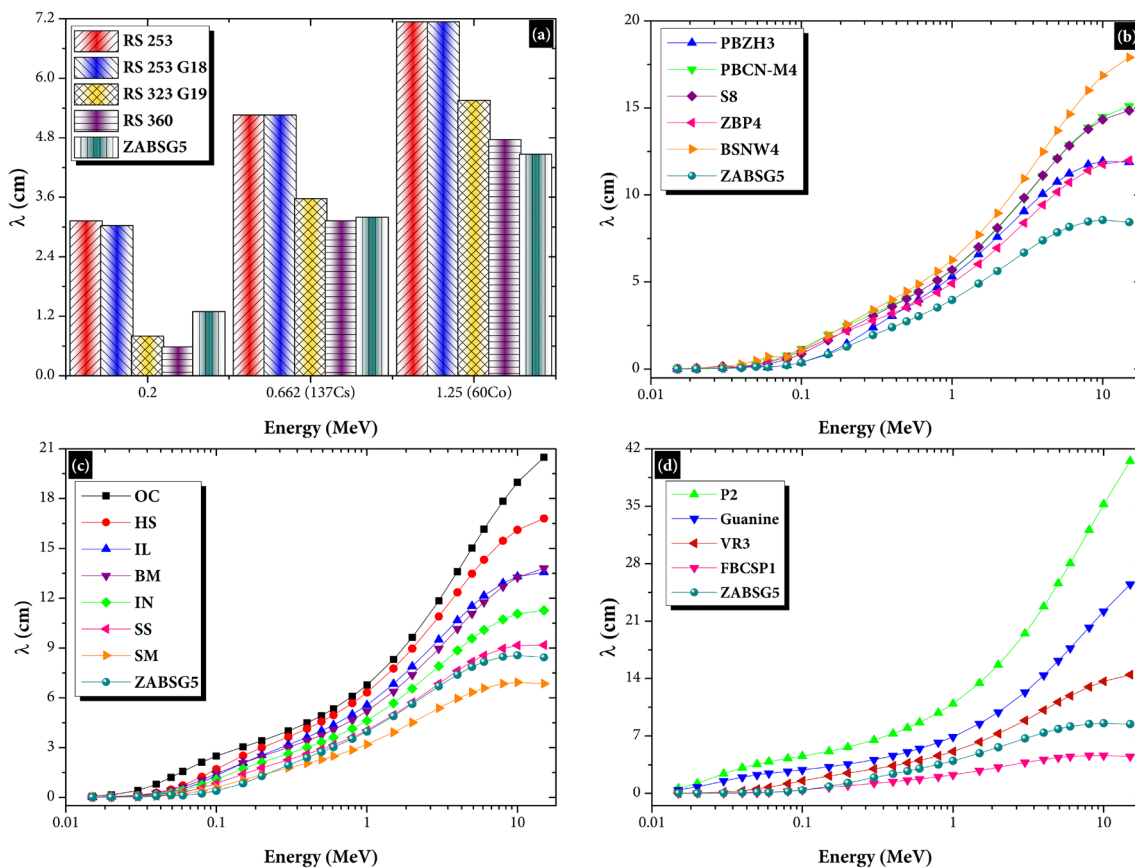 (a)
RS 253
RS 253 G18
RS 323 G19
RS 360
ZABSG5
7.2
6.0
4.8
3.6
2.4
1.2
0.0
λ (cm)
0.2
0.662 (137Cs)
1.25 (60Co)
Energy (MeV)
(b)
PBZH3
PBCN-M4
S8
ZBP4
BSNW4
ZABSG5
20
15
10
5
0
λ (cm)
0.01
0.1
1
10
Energy (MeV)
(c)
OC
HS
IL
BM
IN
SS
SM
ZABSG5
21
18
15
12
9
6
3
0
λ (cm)
0.01
0.1
1
10
Energy (MeV)
(d)
P2
Guanine
VR3
FBCSP1
ZABSG5
42
35
28
21
14
7
0
λ (cm)
0.01
0.1
1
10
Energy (MeV)